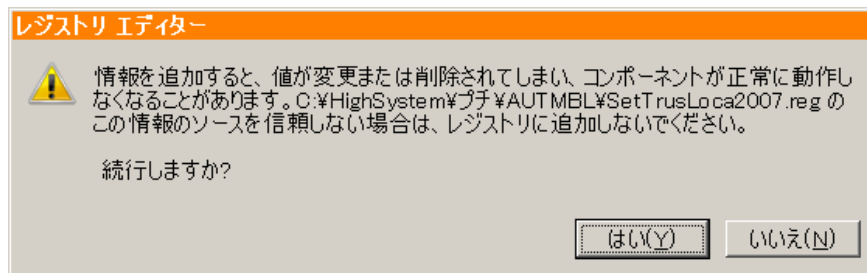 レジストリ エディター
情報を追加すると、値が変更または削除されてしまい、コンポーネントが正常に動作し
なくなることがあります。C:¥HighSystem¥プチ¥AUTMBL¥SetTrusLoca2007.reg の
この情報のソースを信頼しない場合は、レジストリに追加しないでください。
続行しますか?
はい(Y)
いいえ(N)